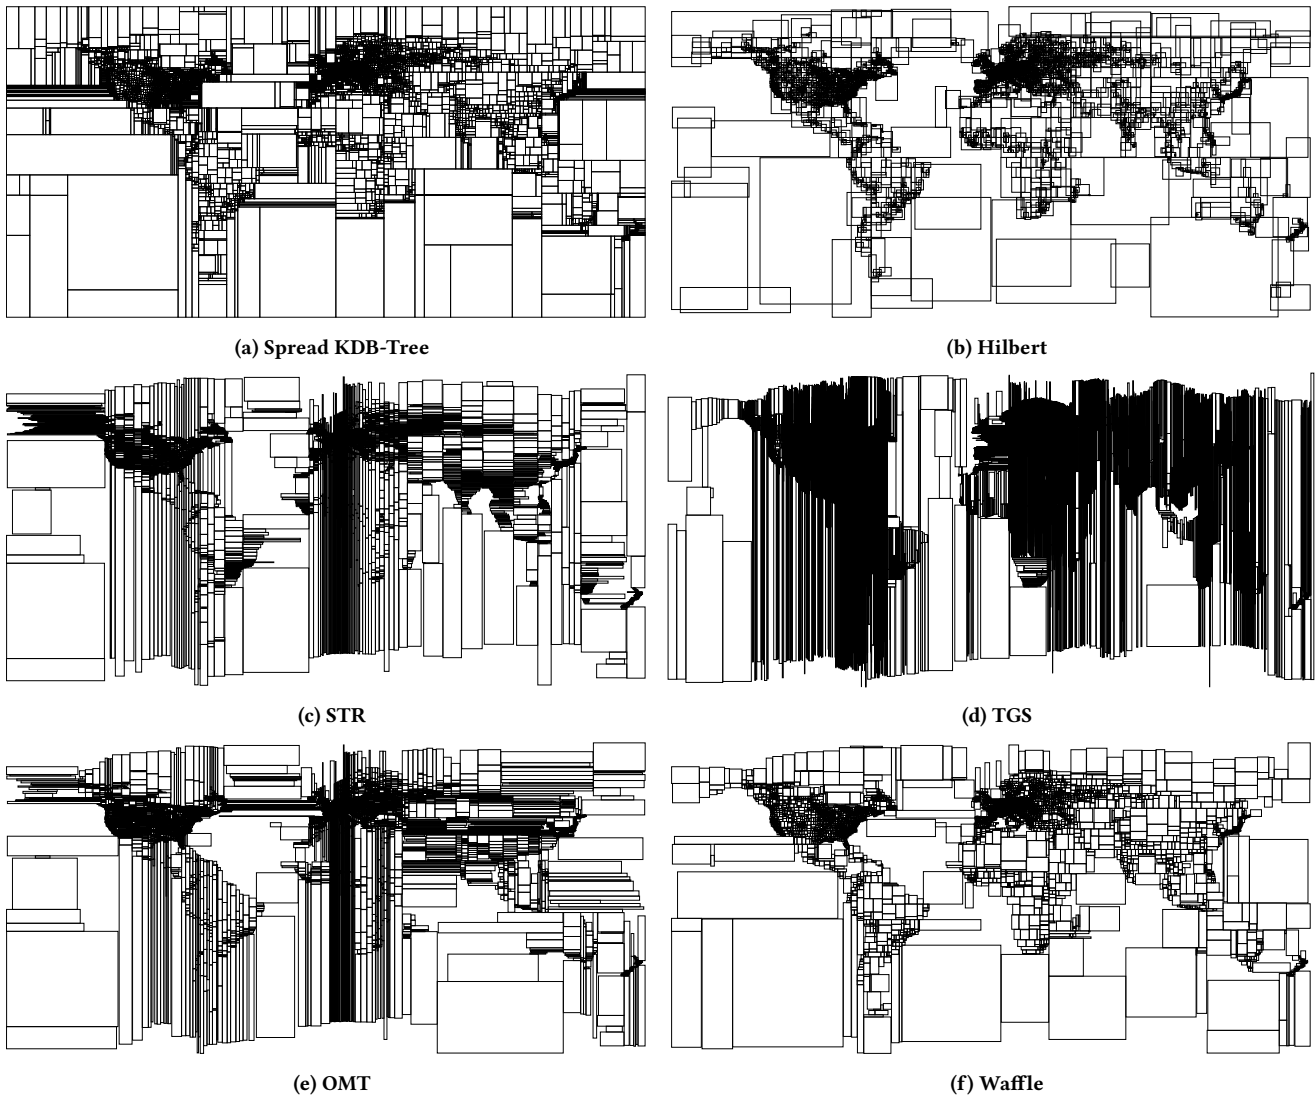 (a) Spread KDB-Tree
(b) Hilbert
(c) STR
(d) TGS
(e) OMT
(f) Waffle